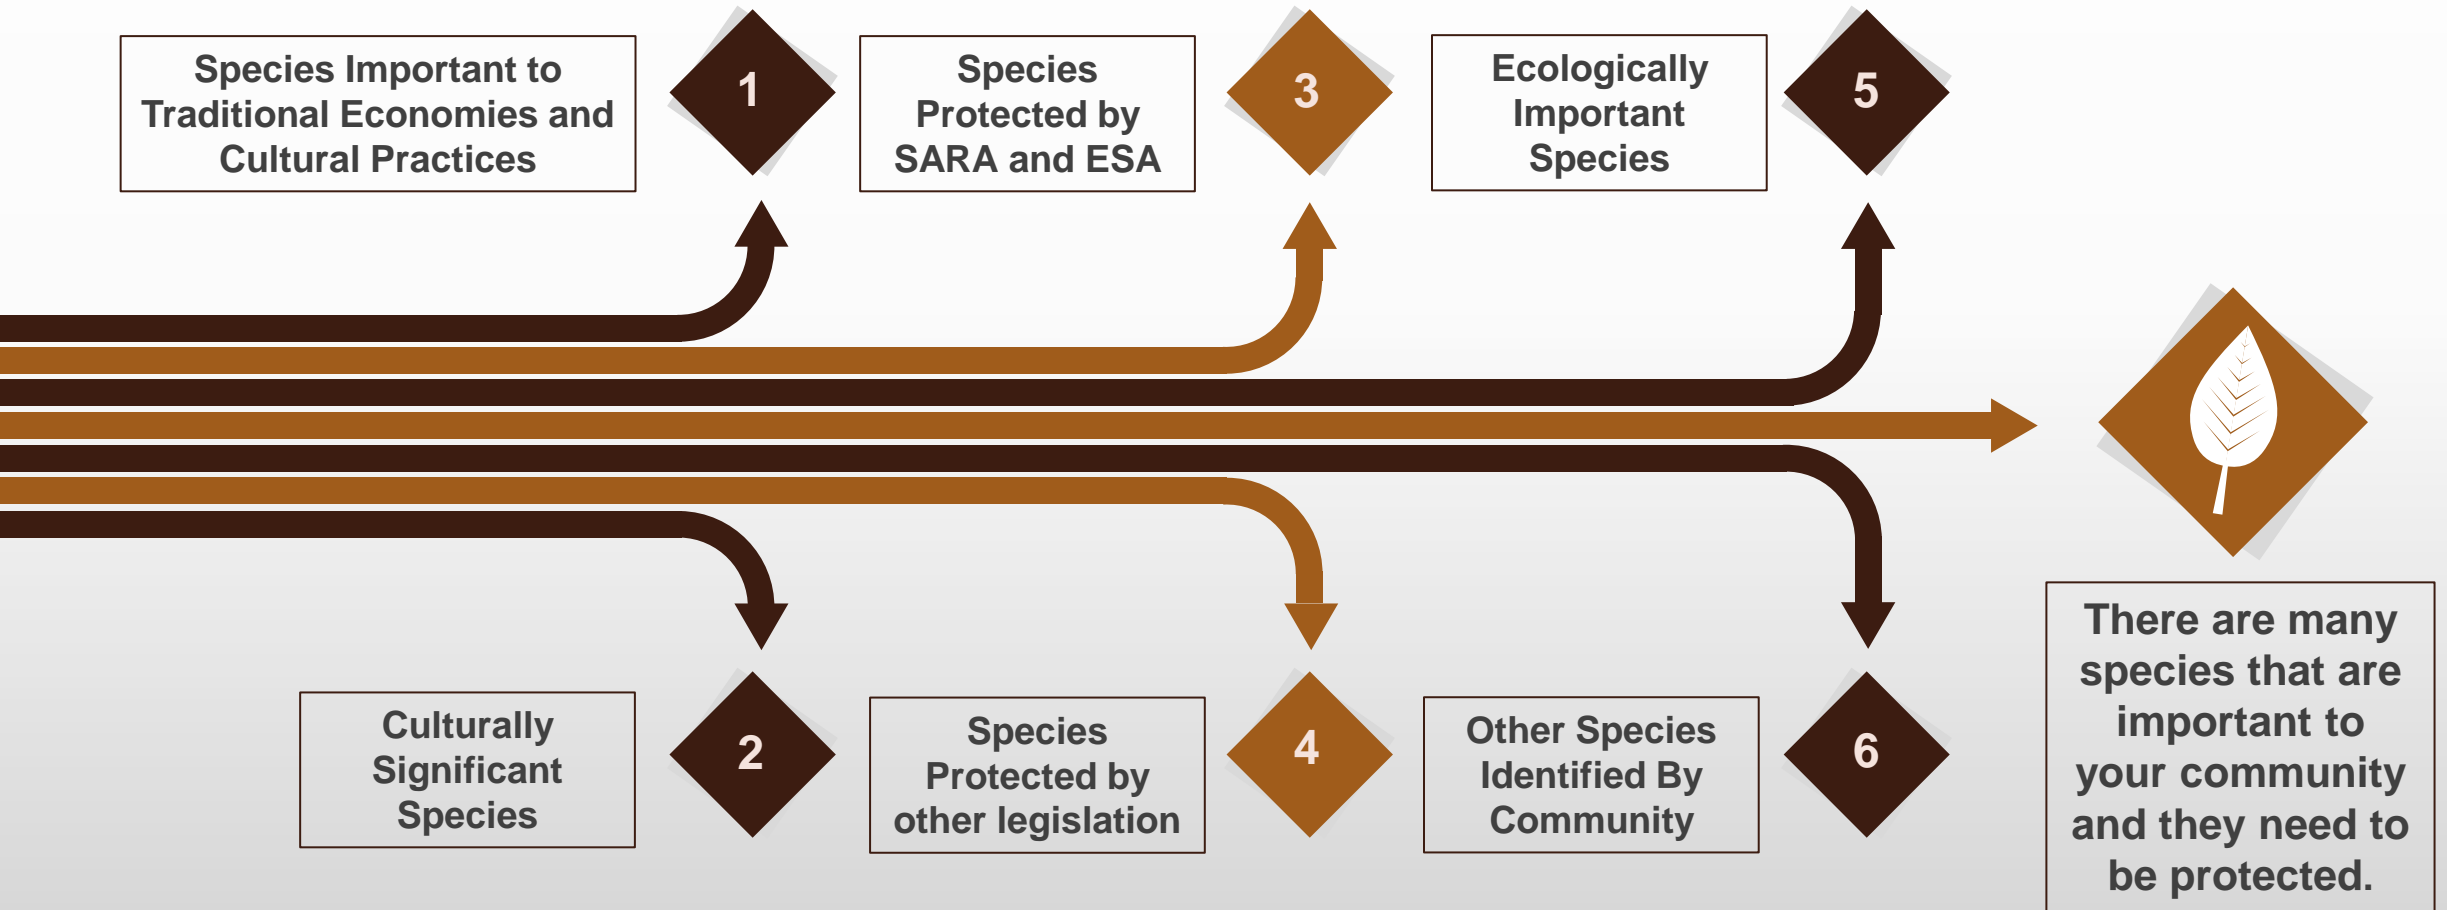 Species Important to
Traditional Economies and
Cultural Practices
1
Species
Protected by
SARA and ESA
3
Ecologically
Important
Species
5
Culturally
Significant
Species
2
Species
Protected by
other legislation
4
Other Species
Identified By
Community
6
There are many
species that are
important to
your community
and they need to
be protected.